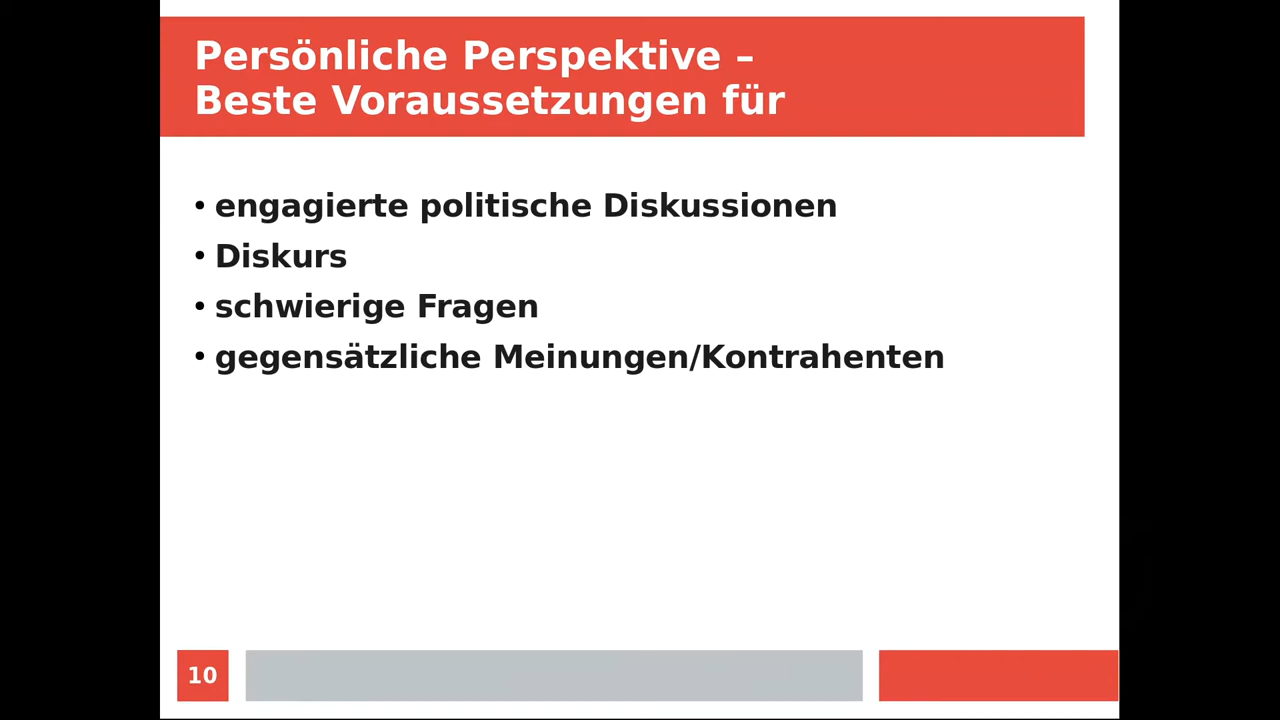 Persönliche Perspektive –
Beste Voraussetzungen für
• engagierte politische Diskussionen
• Diskurs
• schwierige Fragen
• gegensätzliche Meinungen/Kontrahenten
10